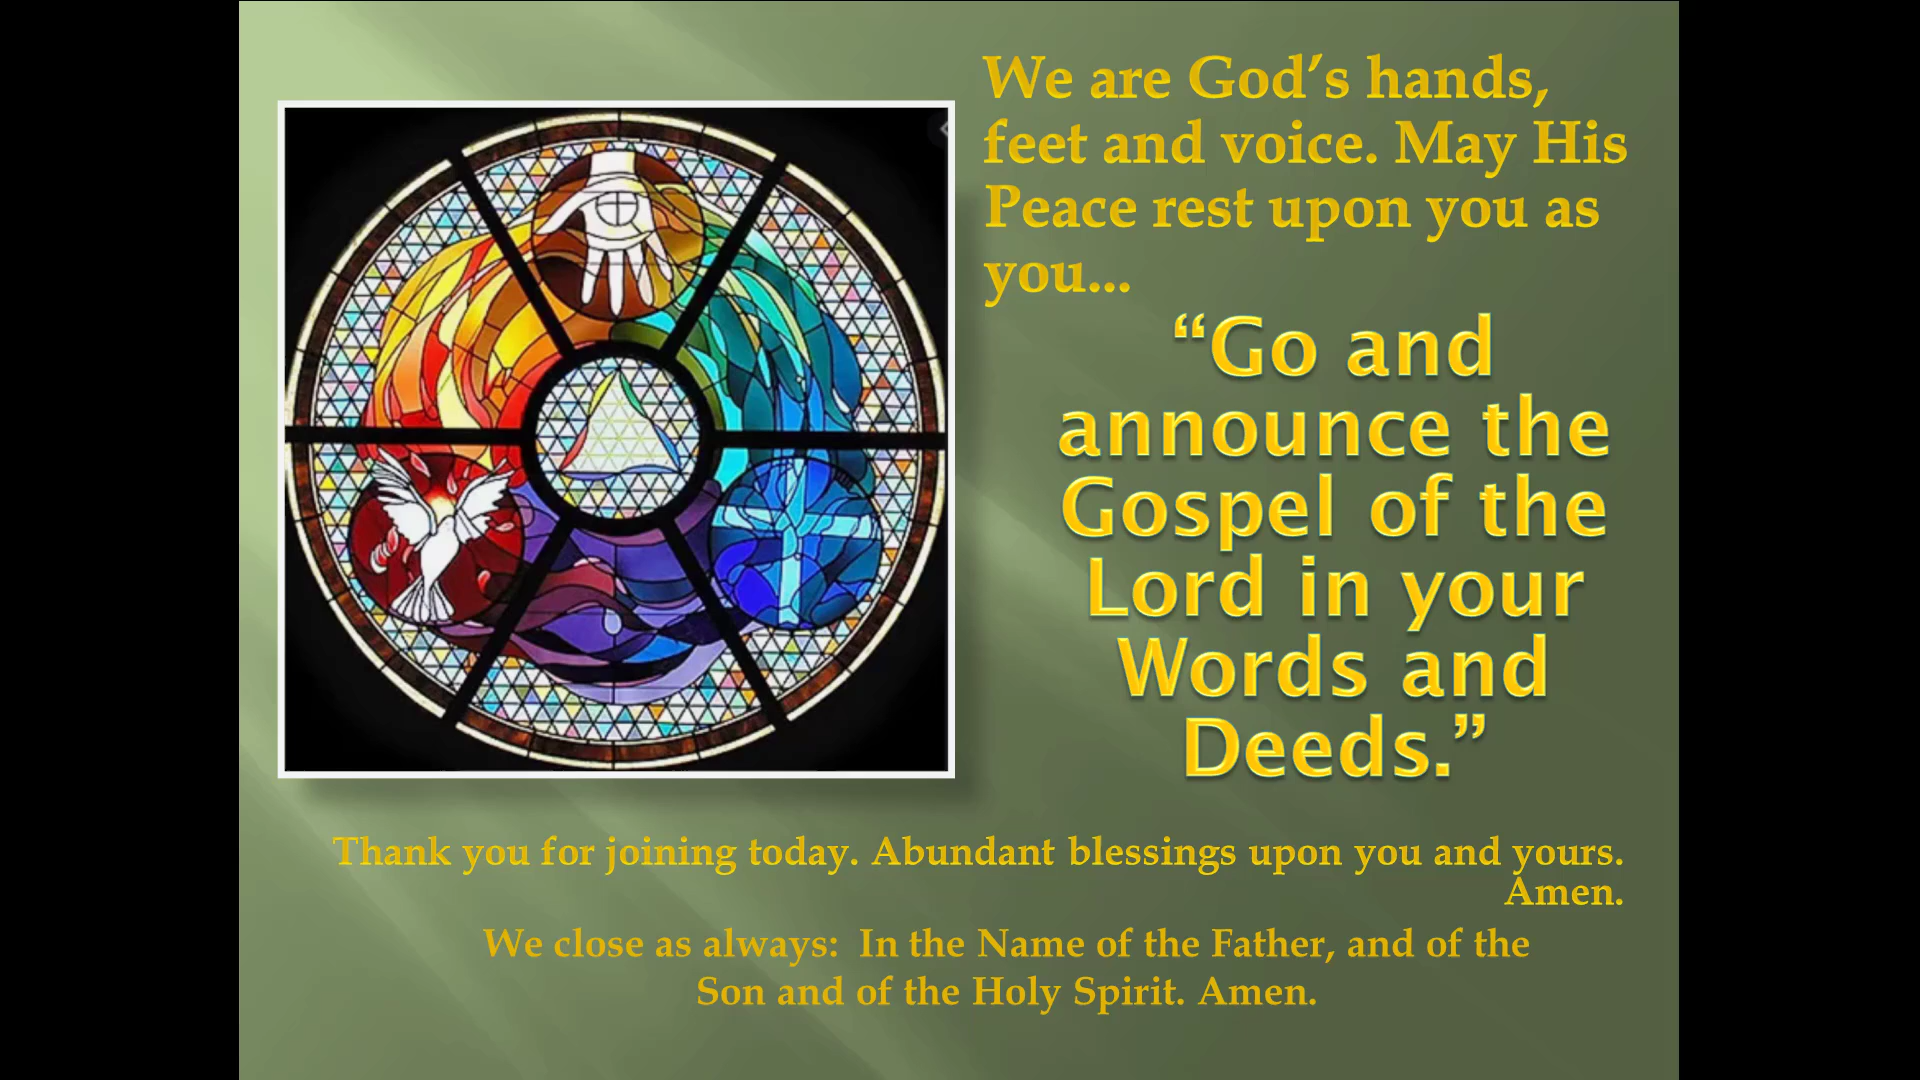 We are God’s hands,
feet and voice. May His
Peace rest upon you as
you...
“Go and
announce the
Gospel of the
Lord in your
Words and
Deeds.”
Thank you for joining today. Abundant blessings upon you and yours.
Amen.
We close as always:  In the Name of the Father, and of the
Son and of the Holy Spirit. Amen.